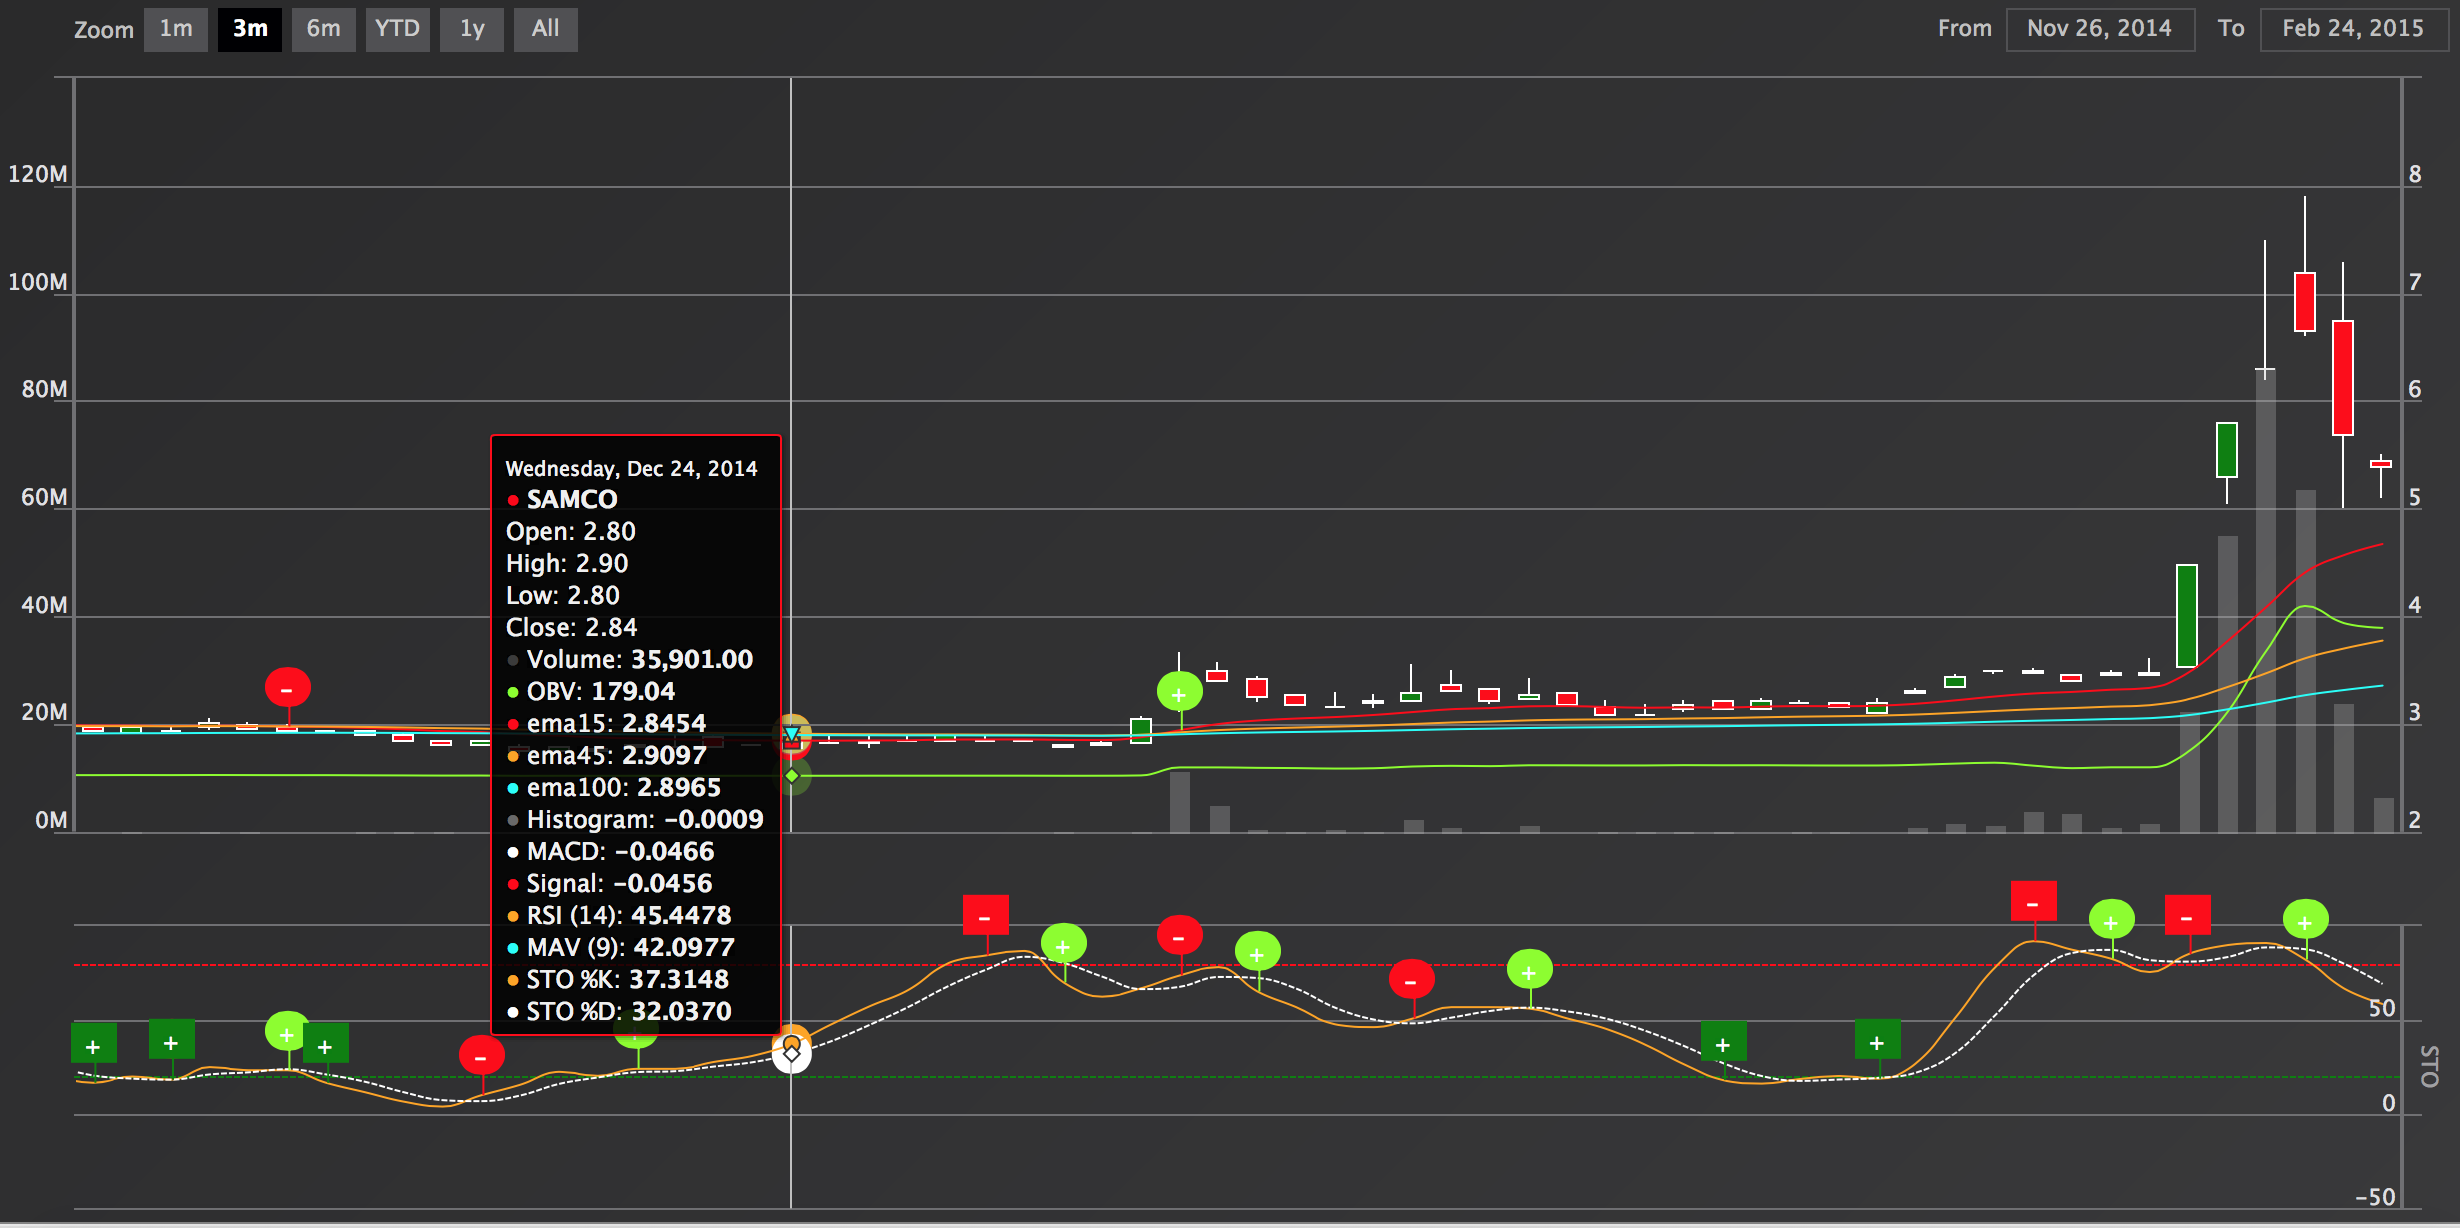 Zoom 1m 3m 6m YTD 1y All From Nov 26, 2014 To Feb 24, 2015
120M 8
100M 7
80M 6
60M 5
40M 4
20M 3
0M 2
Wednesday, Dec 24, 2014
SAMCO
Open: 2.80
High: 2.90
Low: 2.80
Close: 2.84
Volume: 35,901.00
OBV: 179.04
ema15: 2.8454
ema45: 2.9097
ema100: 2.8965
Histogram: -0.0009
MACD: -0.0466
Signal: -0.0456
RSI (14): 45.4478
MAV (9): 42.0977
STO %K: 37.3148
STO %D: 32.0370
50
0
-50
STO